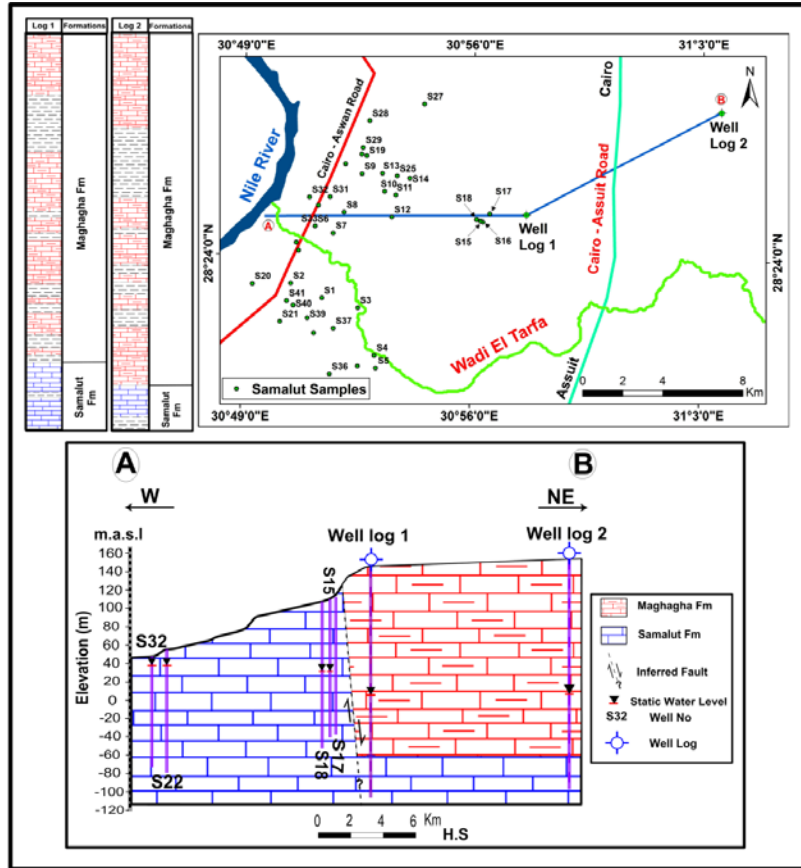 Log 1 Formations
Log 2 Formations
Maghagha Fm
Samalut Fm
Maghagha Fm
Samalut Fm
30°49'0"E 30°56'0"E 31°3'0"E
N
Nile River
Cairo - Aswan Road
Cairo
B
Well Log 2
S27
S28
S29
S19
S9
S13
S25
S14
S10
S11
S32
S31
S8
S12
S18
S17
A
S33
S6
S7
S15
S16
Well Log 1
Cairo - Assuit Road
28°24'0"N
28°24'0"N
S20
S2
S41
S40
S1
S3
S21
S39
S37
Wadi El Tarfa
S4
S5
S36
Assuit
Samalut Samples
0 2 4 6 8
Km
30°49'0"E 30°56'0"E 31°3'0"E
A
B
W
NE
m.a.s.l
Well log 1
Well log 2
Elevation (m)
160
140
120
100
80
60
40
20
0
-20
-40
-60
-80
-100
-120
S32
S22
S15
S18
S17
?
0 2 4 6 Km
H.S
Maghagha Fm
Samalut Fm
? Inferred Fault
Static Water Level
S32 Well No
Well Log